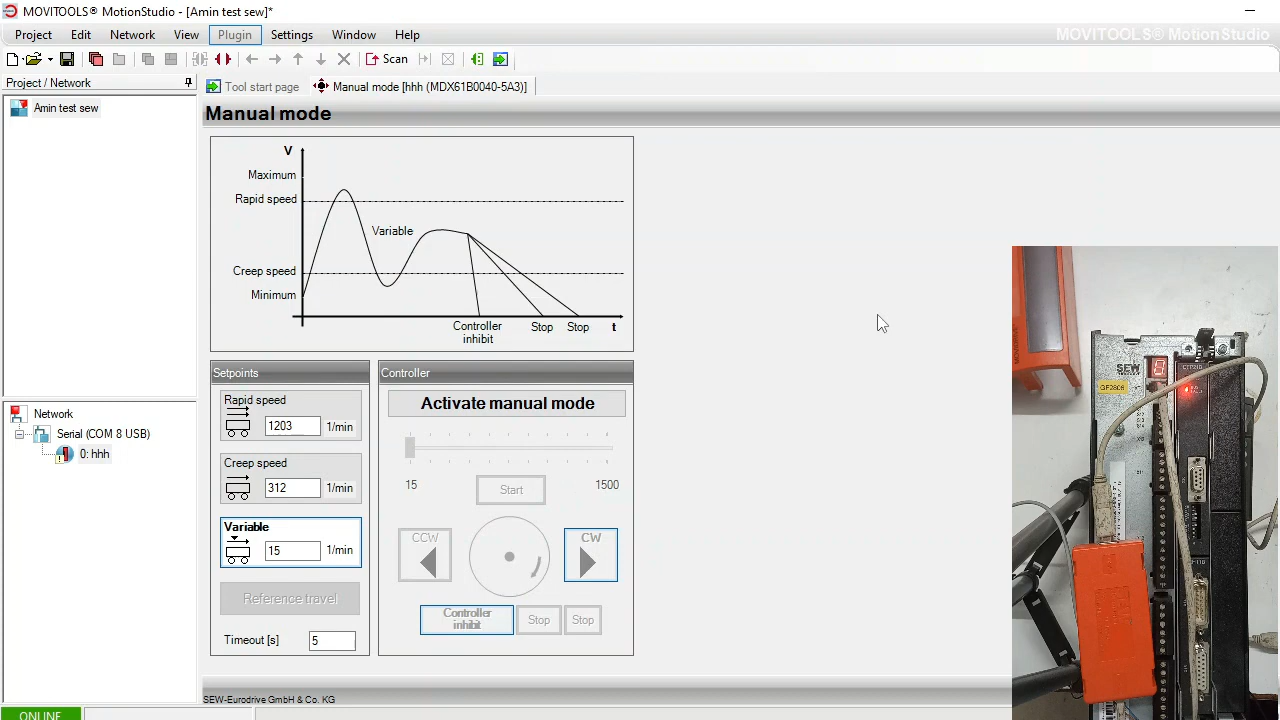 MOVITOOLS® MotionStudio - [Amin test sew]*
Project Edit Network View Plugin Settings Window Help
MOVITOOLS® MotionStudio
Scan
Project / Network
Tool start page
Manual mode [hhh (MDX61B0040-5A3)]
Amin test sew
Manual mode
V
Maximum
Rapid speed
Variable
Creep speed
Minimum
Controller
inhibit
Stop
Stop
t
Setpoints
Rapid speed
1203 1/min
Creep speed
312 1/min
Variable
15 1/min
Reference travel
Timeout [s] 5
Controller
Activate manual mode
15 1500
Start
CCW
CW
Controller
inhibit
Stop
Stop
Network
Serial (COM 8 USB)
0: hhh
SEW-Eurodrive GmbH & Co. KG
ONLINE
SEW
GF2806